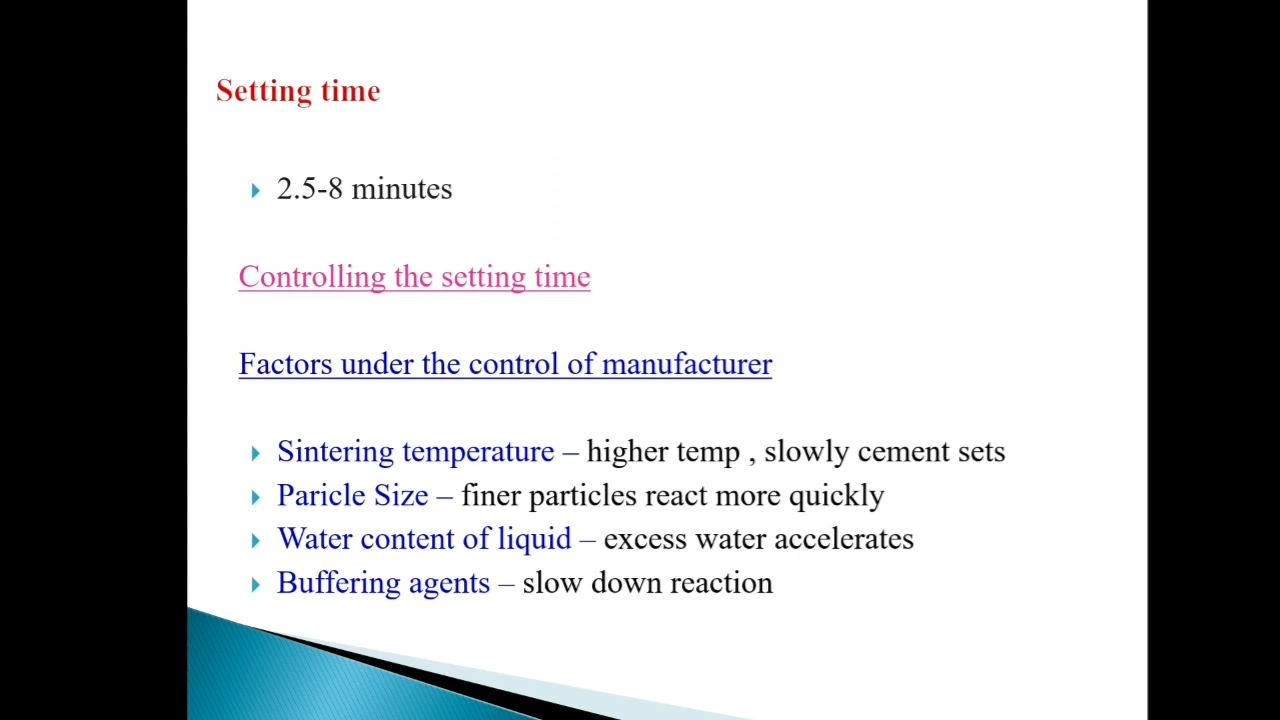 Setting time
2.5-8 minutes
Controlling the setting time
Factors under the control of manufacturer
Sintering temperature – higher temp , slowly cement sets
Paricle Size – finer particles react more quickly
Water content of liquid – excess water accelerates
Buffering agents – slow down reaction